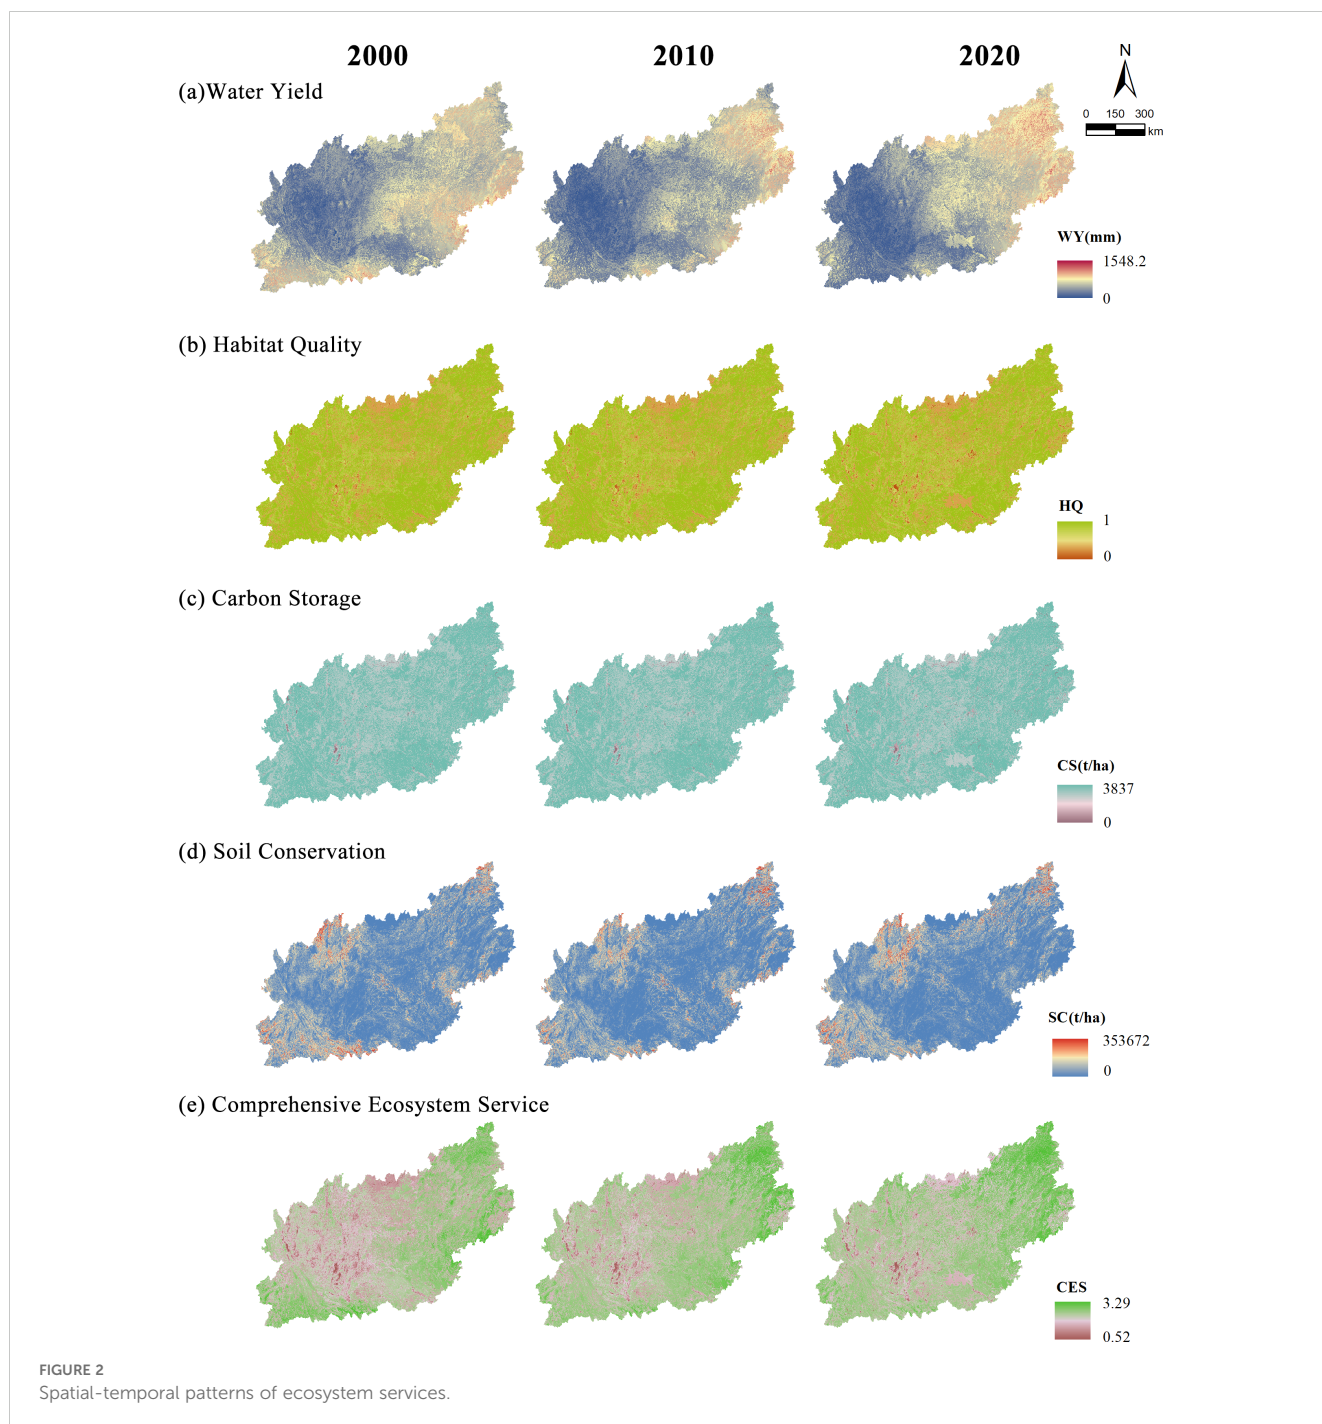 2000 2010 2020
N
0 150 300
km
(a)Water Yield
WY(mm)
1548.2
0
(b) Habitat Quality
HQ
1
0
(c) Carbon Storage
CS(t/ha)
3837
0
(d) Soil Conservation
SC(t/ha)
353672
0
(e) Comprehensive Ecosystem Service
CES
3.29
0.52
FIGURE 2
Spatial-temporal patterns of ecosystem services.